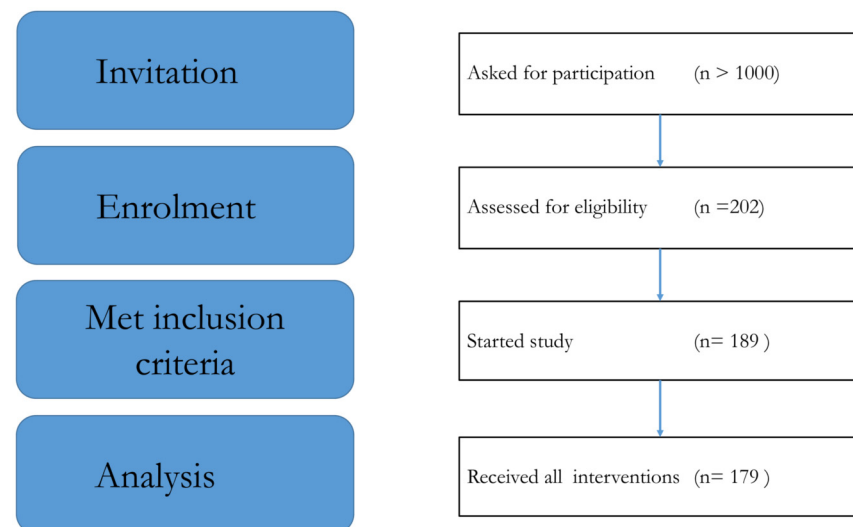 Invitation
Asked for participation (n > 1000)
Enrolment
Assessed for eligibility (n =202)
Met inclusion
criteria
Started study (n= 189 )
Analysis
Received all interventions (n= 179 )